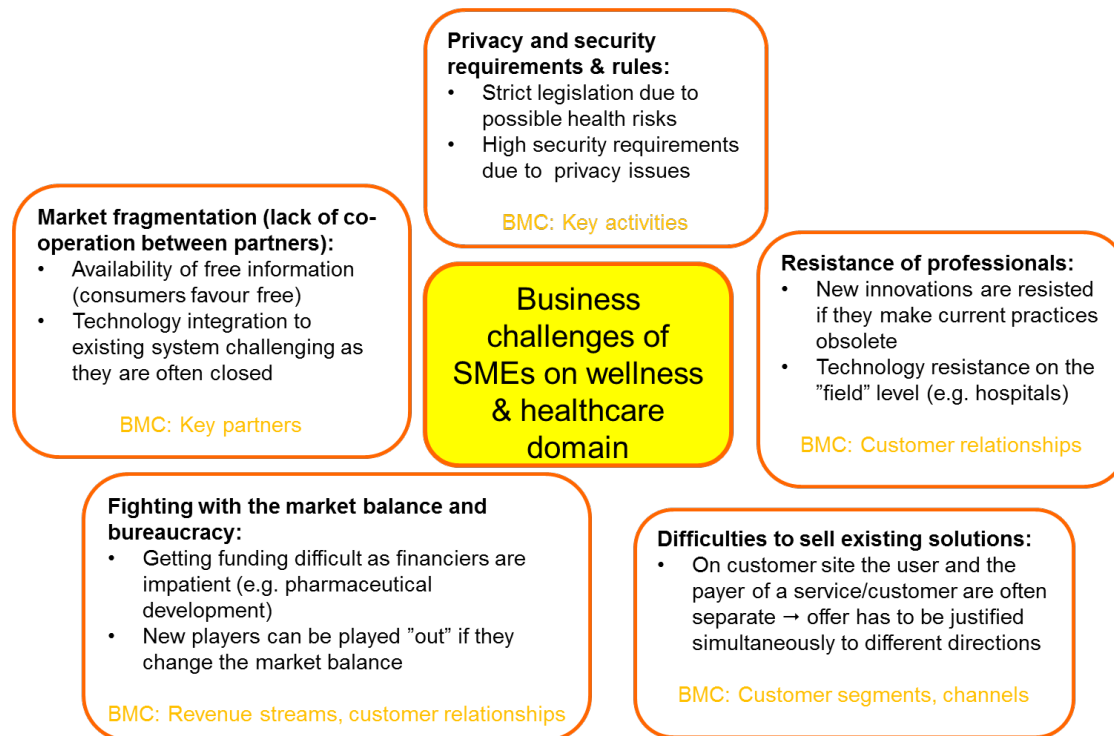 Privacy and security
requirements & rules:
• Strict legislation due to
possible health risks
• High security requirements
due to privacy issues
BMC: Key activities
Market fragmentation (lack of co-
operation between partners):
• Availability of free information
(consumers favour free)
• Technology integration to
existing system challenging as
they are often closed
BMC: Key partners
Business
challenges of
SMEs on wellness
& healthcare
domain
Resistance of professionals:
• New innovations are resisted
if they make current practices
obsolete
• Technology resistance on the
”field” level (e.g. hospitals)
BMC: Customer relationships
Fighting with the market balance and
bureaucracy:
• Getting funding difficult as financiers are
impatient (e.g. pharmaceutical
development)
• New players can be played ”out” if they
change the market balance
BMC: Revenue streams, customer relationships
Difficulties to sell existing solutions:
• On customer site the user and the
payer of a service/customer are often
separate → offer has to be justified
simultaneously to different directions
BMC: Customer segments, channels